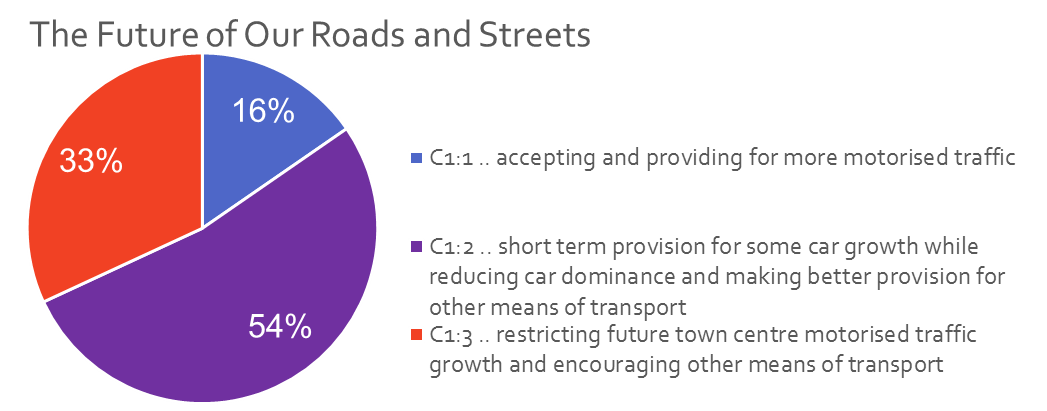 The Future of Our Roads and Streets
16%
33%
54%
C1:1 .. accepting and providing for more motorised traffic
C1:2 .. short term provision for some car growth while
reducing car dominance and making better provision for
other means of transport
C1:3 .. restricting future town centre motorised traffic
growth and encouraging other means of transport